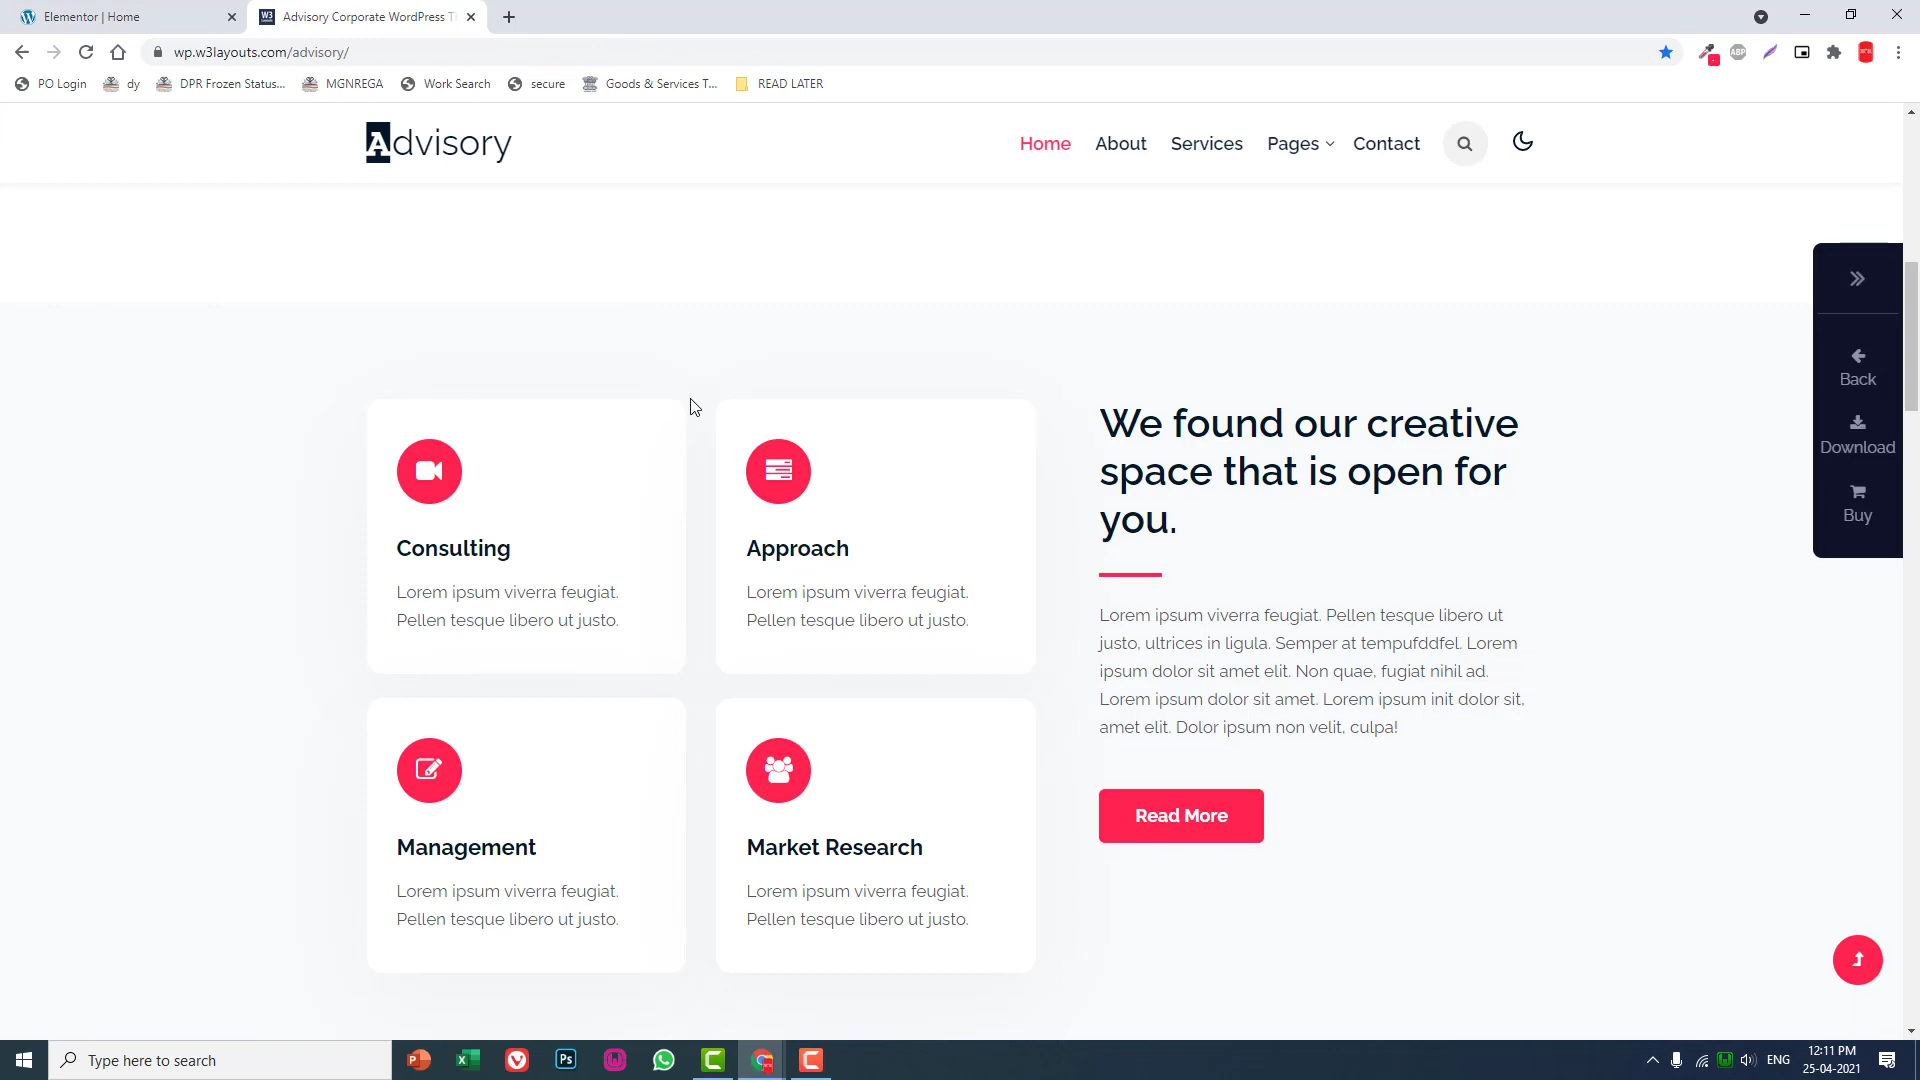 Elementor | Home
Advisory Corporate WordPress T
wp.w3layouts.com/advisory/
PO Login
dy
DPR Frozen Status...
MGNREGA
Work Search
secure
Goods & Services T...
READ LATER
Advisory
Home
About
Services
Pages
Contact
Back
Download
Buy
Consulting
Lorem ipsum viverra feugiat.
Pellen tesque libero ut justo.
Approach
Lorem ipsum viverra feugiat.
Pellen tesque libero ut justo.
Management
Lorem ipsum viverra feugiat.
Pellen tesque libero ut justo.
Market Research
Lorem ipsum viverra feugiat.
Pellen tesque libero ut justo.
We found our creative
space that is open for
you.
Lorem ipsum viverra feugiat. Pellen tesque libero ut
justo, ultrices in ligula. Semper at tempufddfel. Lorem
ipsum dolor sit amet elit. Non quae, fugiat nihil ad.
Lorem ipsum dolor sit amet. Lorem ipsum init dolor sit,
amet elit. Dolor ipsum non velit, culpa!
Read More
Type here to search
ENG
12:11 PM
25-04-2021